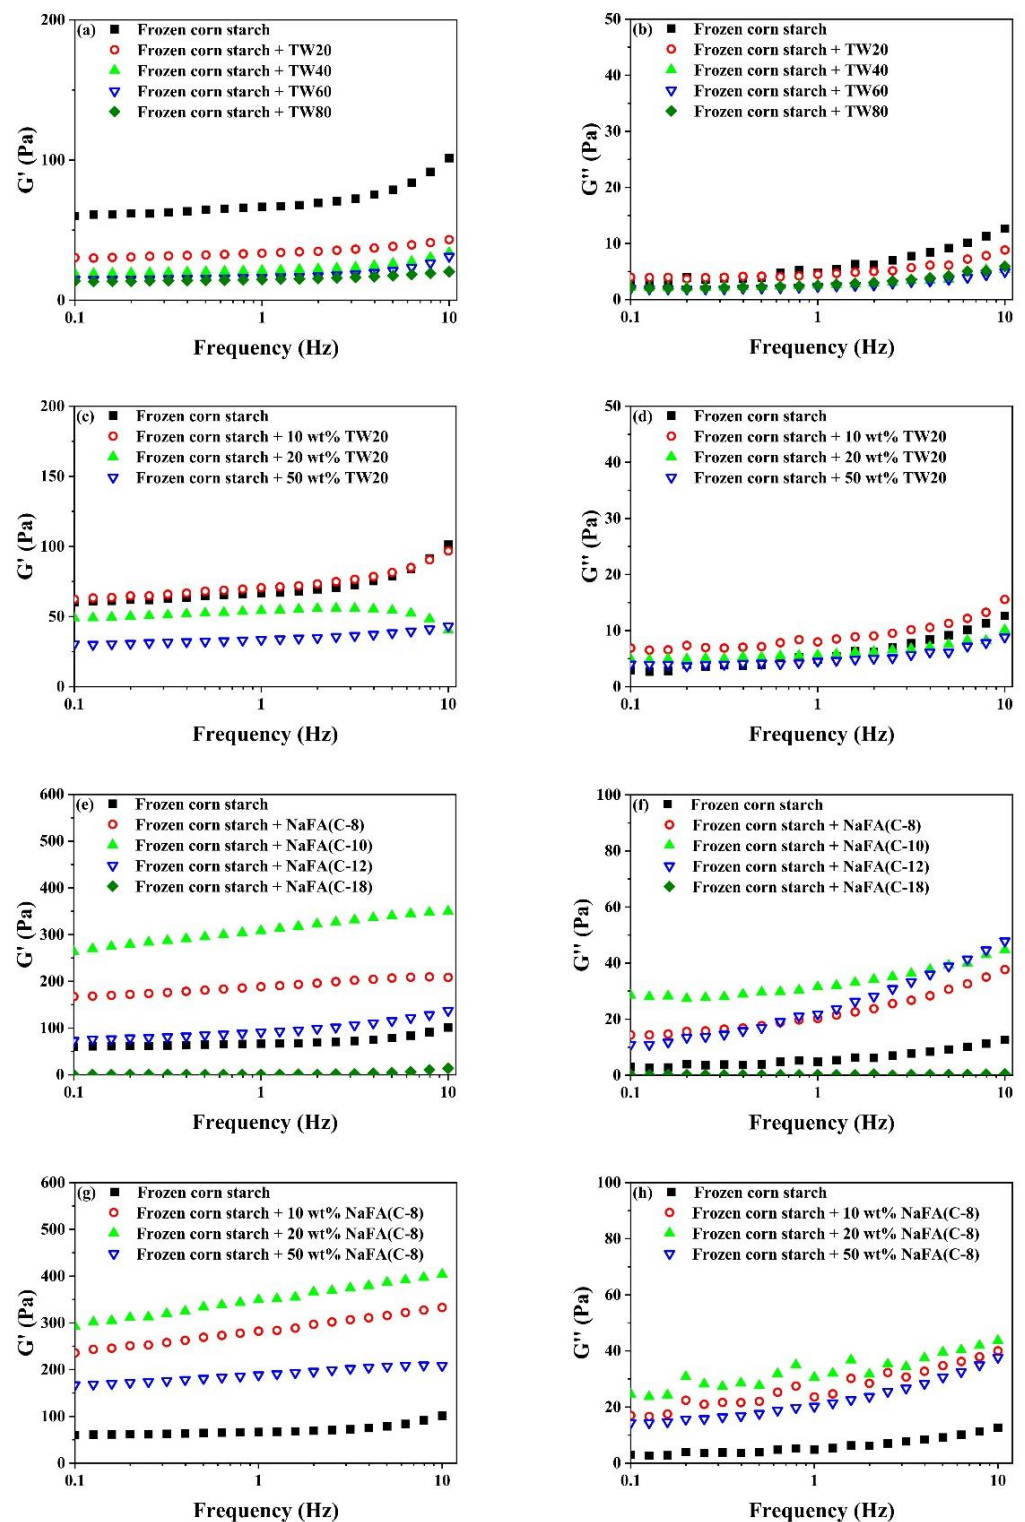 (a) Frozen corn starch
Frozen corn starch + TW20
Frozen corn starch + TW40
Frozen corn starch + TW60
Frozen corn starch + TW80
200
100
0
G' (Pa)
0.1 1 10
Frequency (Hz)
(b) Frozen corn starch
Frozen corn starch + TW20
Frozen corn starch + TW40
Frozen corn starch + TW60
Frozen corn starch + TW80
50
40
30
20
10
0
G'' (Pa)
0.1 1 10
Frequency (Hz)
(c) Frozen corn starch
Frozen corn starch + 10 wt% TW20
Frozen corn starch + 20 wt% TW20
Frozen corn starch + 50 wt% TW20
200
150
100
50
0
G' (Pa)
0.1 1 10
Frequency (Hz)
(d) Frozen corn starch
Frozen corn starch + 10 wt% TW20
Frozen corn starch + 20 wt% TW20
Frozen corn starch + 50 wt% TW20
50
40
30
20
10
0
G'' (Pa)
0.1 1 10
Frequency (Hz)
(e) Frozen corn starch
Frozen corn starch + NaFA(C-8)
Frozen corn starch + NaFA(C-10)
Frozen corn starch + NaFA(C-12)
Frozen corn starch + NaFA(C-18)
600
500
400
300
200
100
0
G' (Pa)
0.1 1 10
Frequency (Hz)
(f) Frozen corn starch
Frozen corn starch + NaFA(C-8)
Frozen corn starch + NaFA(C-10)
Frozen corn starch + NaFA(C-12)
Frozen corn starch + NaFA(C-18)
100
80
60
40
20
0
G'' (Pa)
0.1 1 10
Frequency (Hz)
(g) Frozen corn starch
Frozen corn starch + 10 wt% NaFA(C-8)
Frozen corn starch + 20 wt% NaFA(C-8)
Frozen corn starch + 50 wt% NaFA(C-8)
600
500
400
300
200
100
0
G' (Pa)
0.1 1 10
Frequency (Hz)
(h) Frozen corn starch
Frozen corn starch + 10 wt% NaFA(C-8)
Frozen corn starch + 20 wt% NaFA(C-8)
Frozen corn starch + 50 wt% NaFA(C-8)
100
80
60
40
20
0
G'' (Pa)
0.1 1 10
Frequency (Hz)